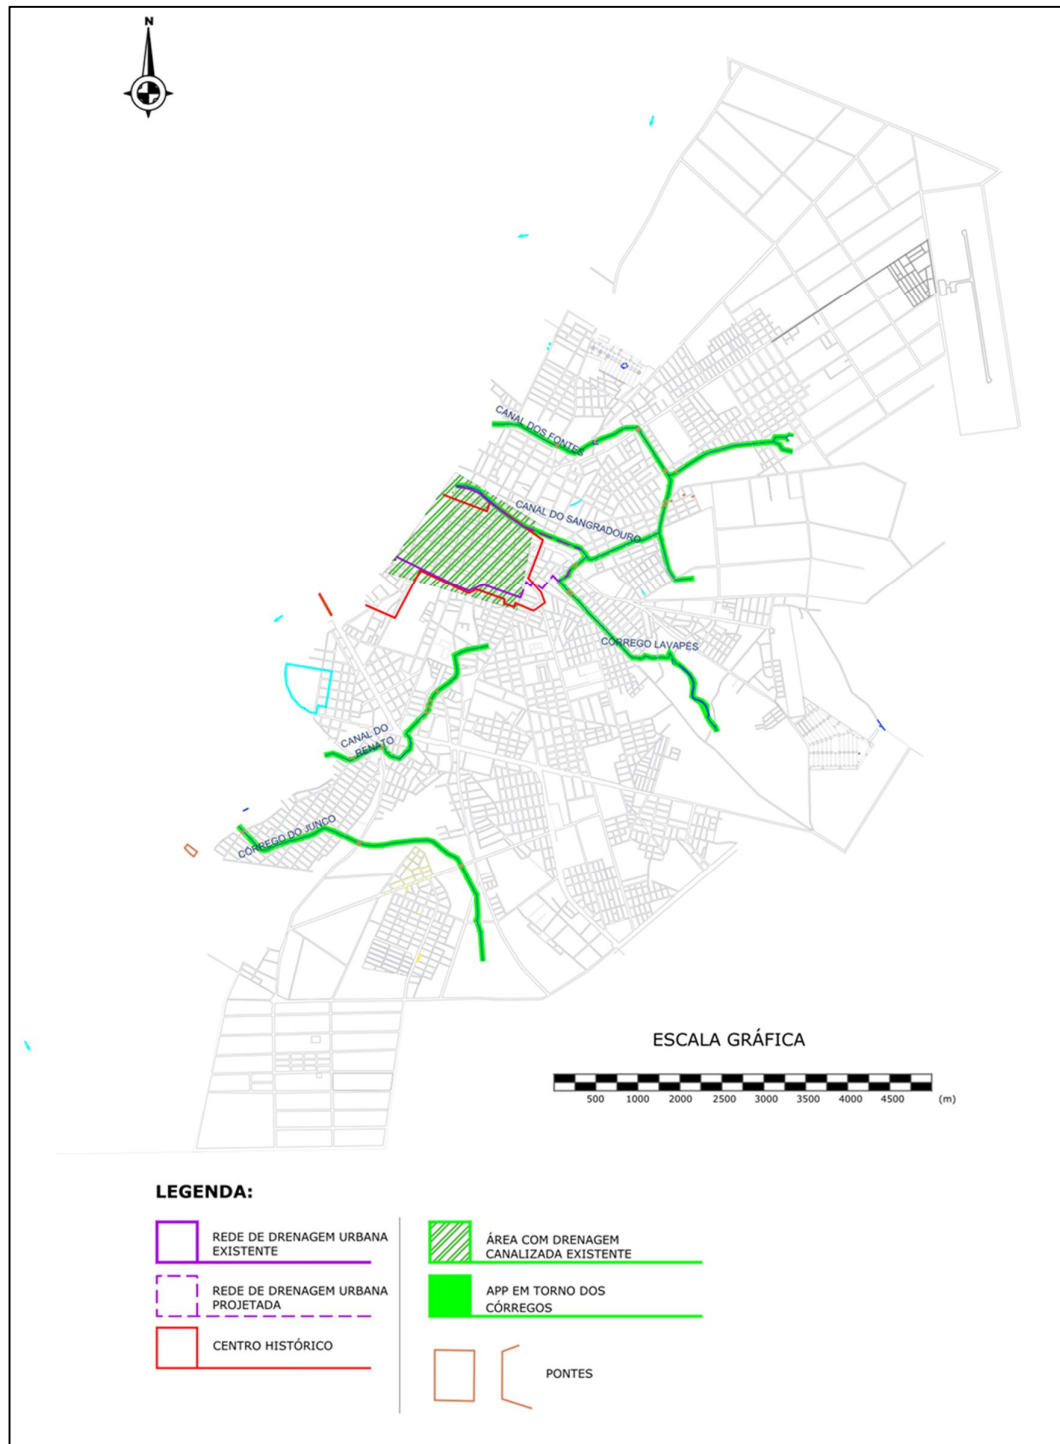 N
CANAL DOS FONTES
CANAL DO SANGRADOURO
CÓRREGO LAVAPÉS
CANAL DO
RENATO
CÓRREGO DO JUNCO
ESCALA GRÁFICA
500 1000 2000 2500 3000 3500 4000 4500 (m)
LEGENDA:
REDE DE DRENAGEM URBANA
EXISTENTE
REDE DE DRENAGEM URBANA
PROJETADA
CENTRO HISTÓRICO
ÁREA COM DRENAGEM
CANALIZADA EXISTENTE
APP EM TORNO DOS
CÓRREGOS
PONTES